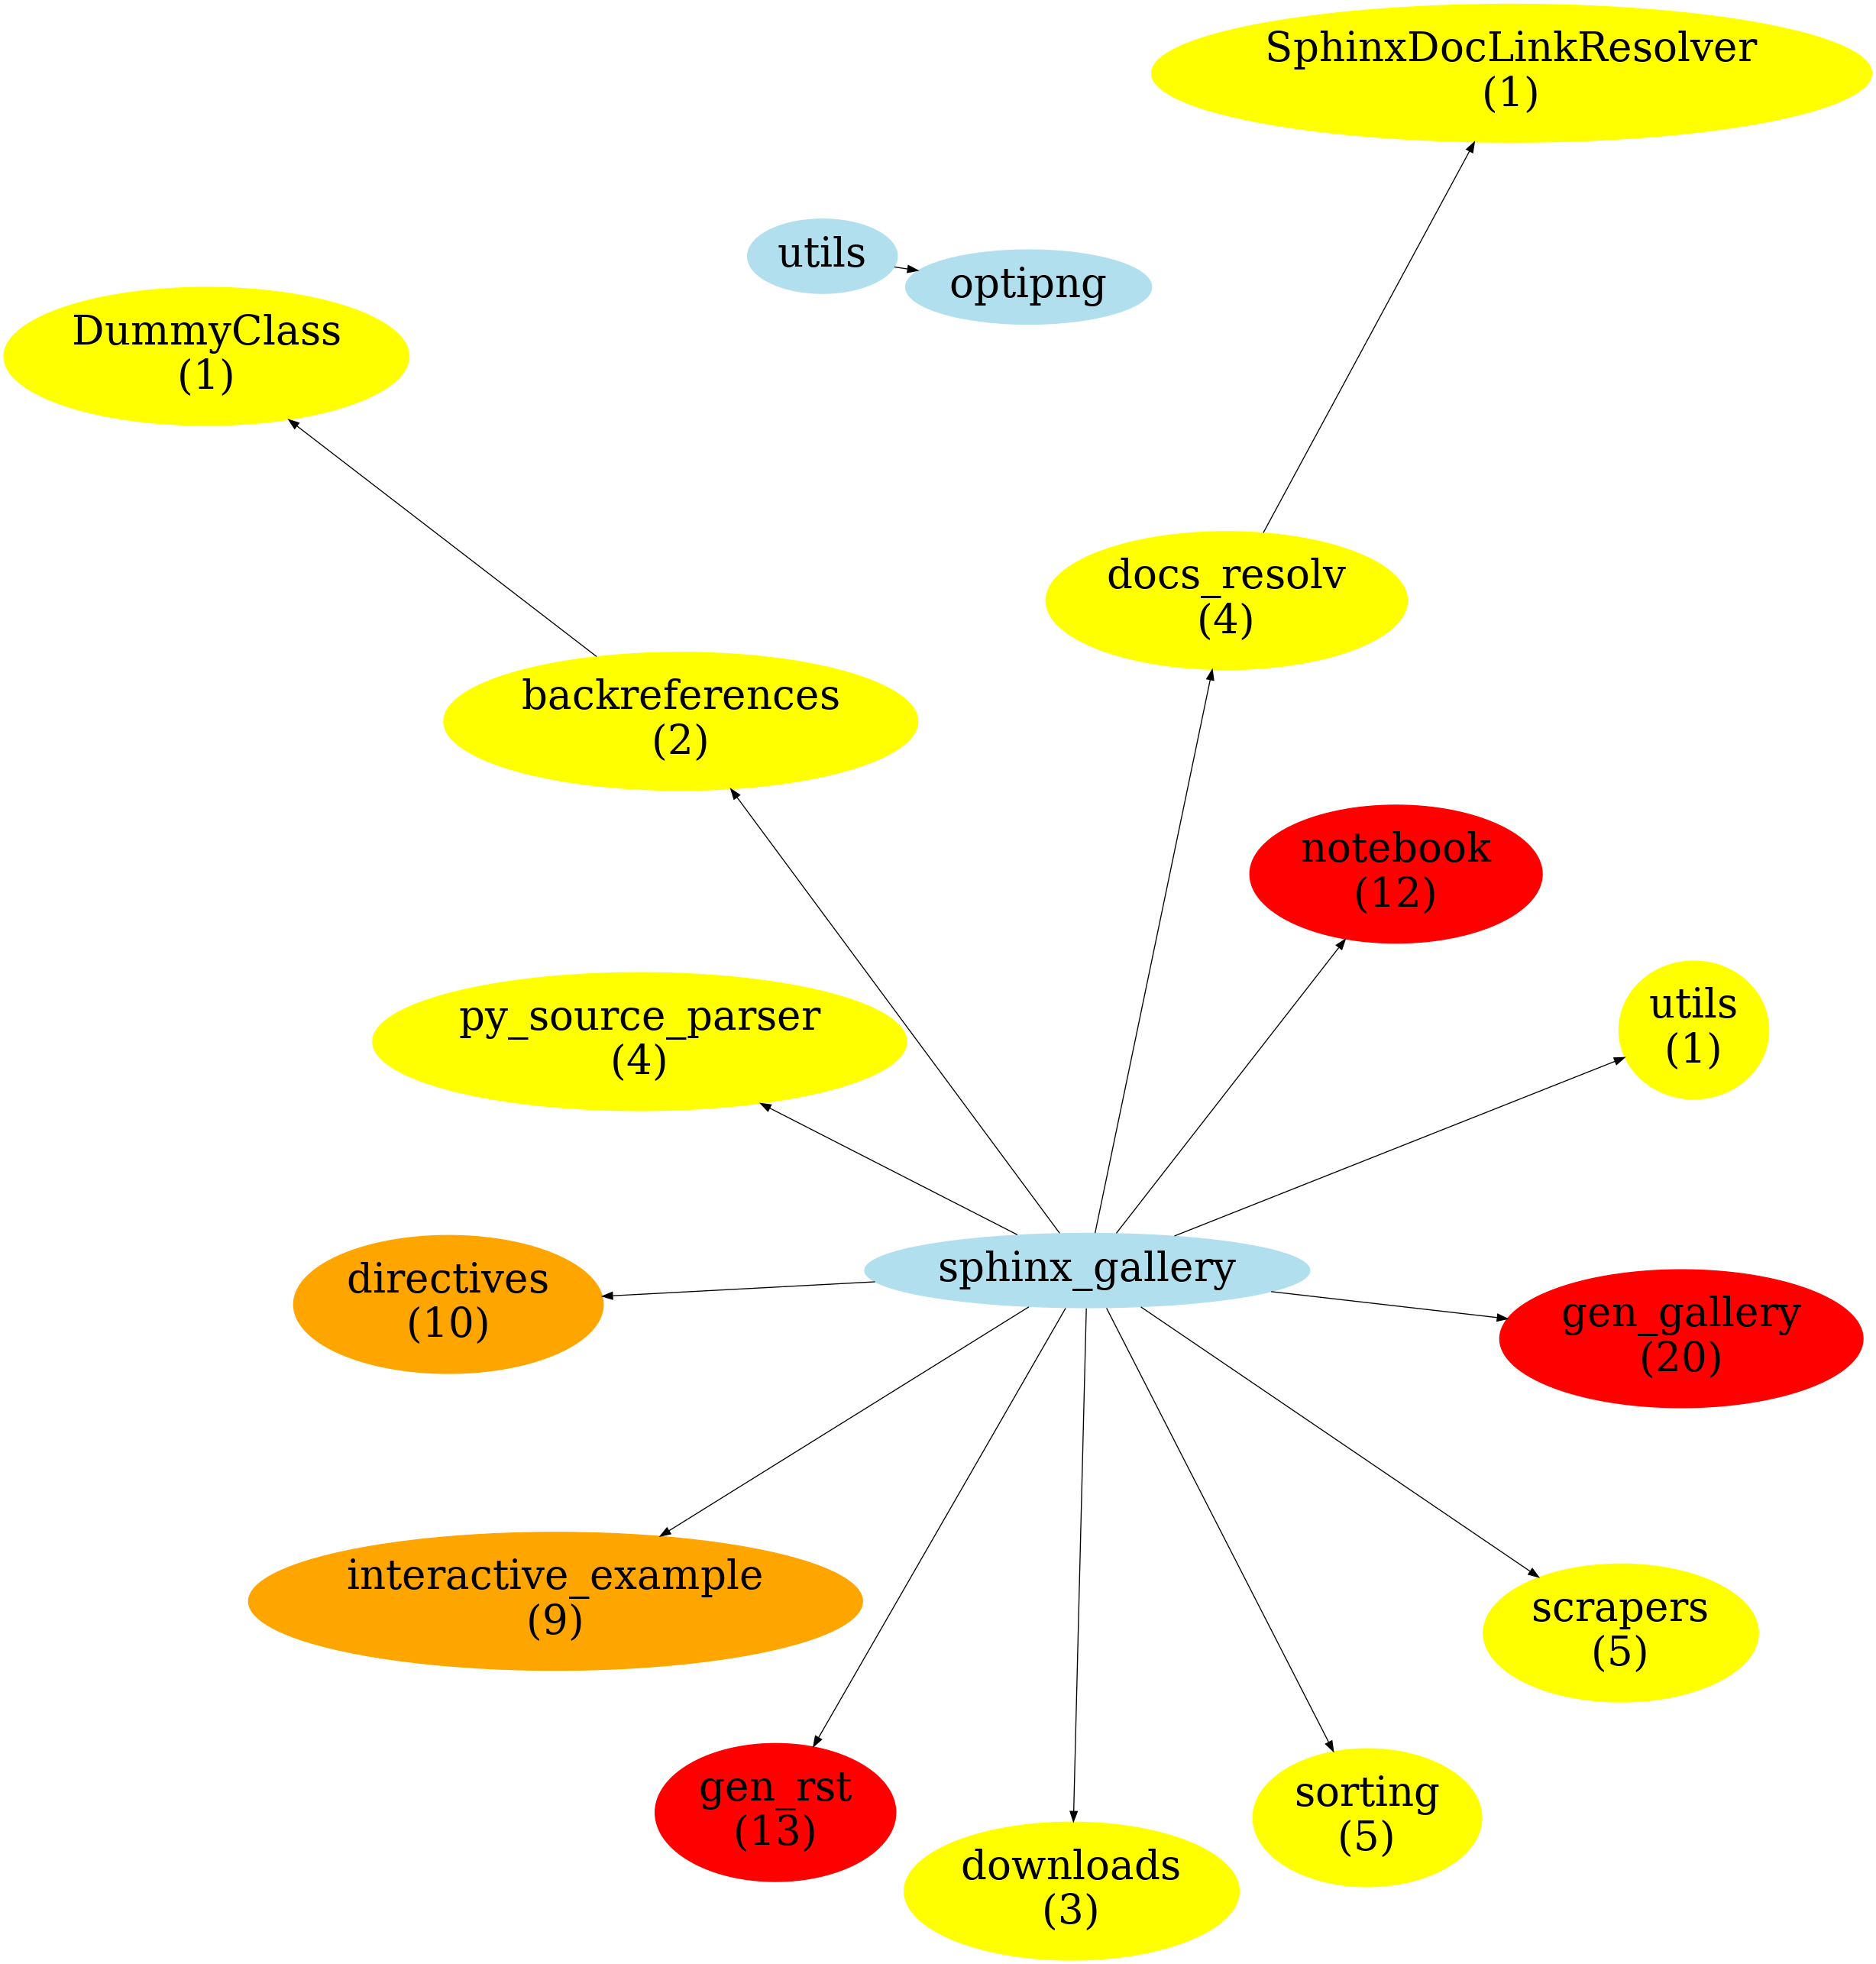 SphinxDocLinkResolver
(1)
utils
optipng
DummyClass
(1)
docs_resolv
(4)
backreferences
(2)
notebook
(12)
utils
(1)
py_source_parser
(4)
sphinx_gallery
directives
(10)
gen_gallery
(20)
interactive_example
(9)
scrapers
(5)
gen_rst
(13)
sorting
(5)
downloads
(3)